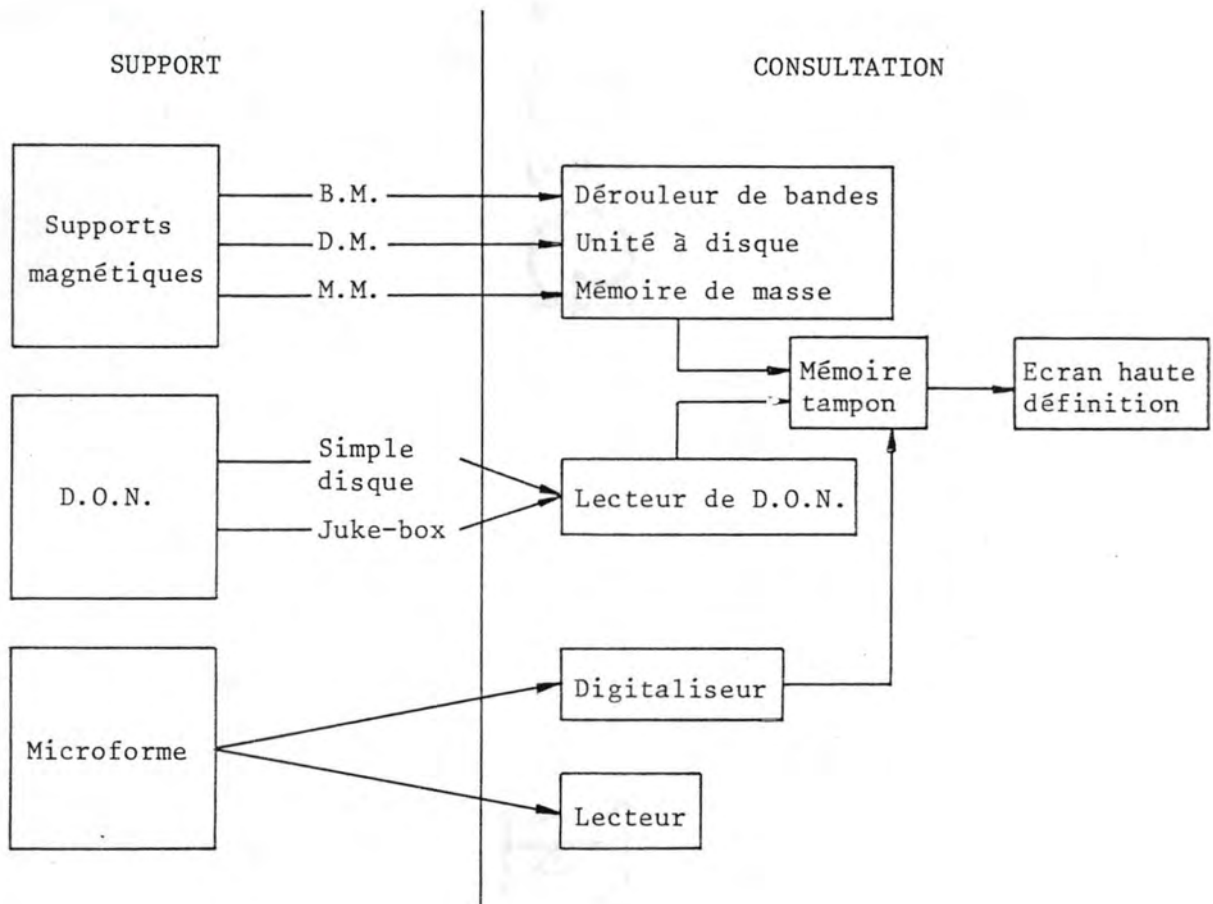 SUPPORT
CONSULTATION
Supports
magnétiques
B.M.
D.M.
M.M.
Dérouleur de bandes
Unité à disque
Mémoire de masse
Mémoire
tampon
Ecran haute
définition
D.O.N.
Simple
disque
Juke-box
Lecteur de D.O.N.
Microforme
Digitaliseur
Lecteur